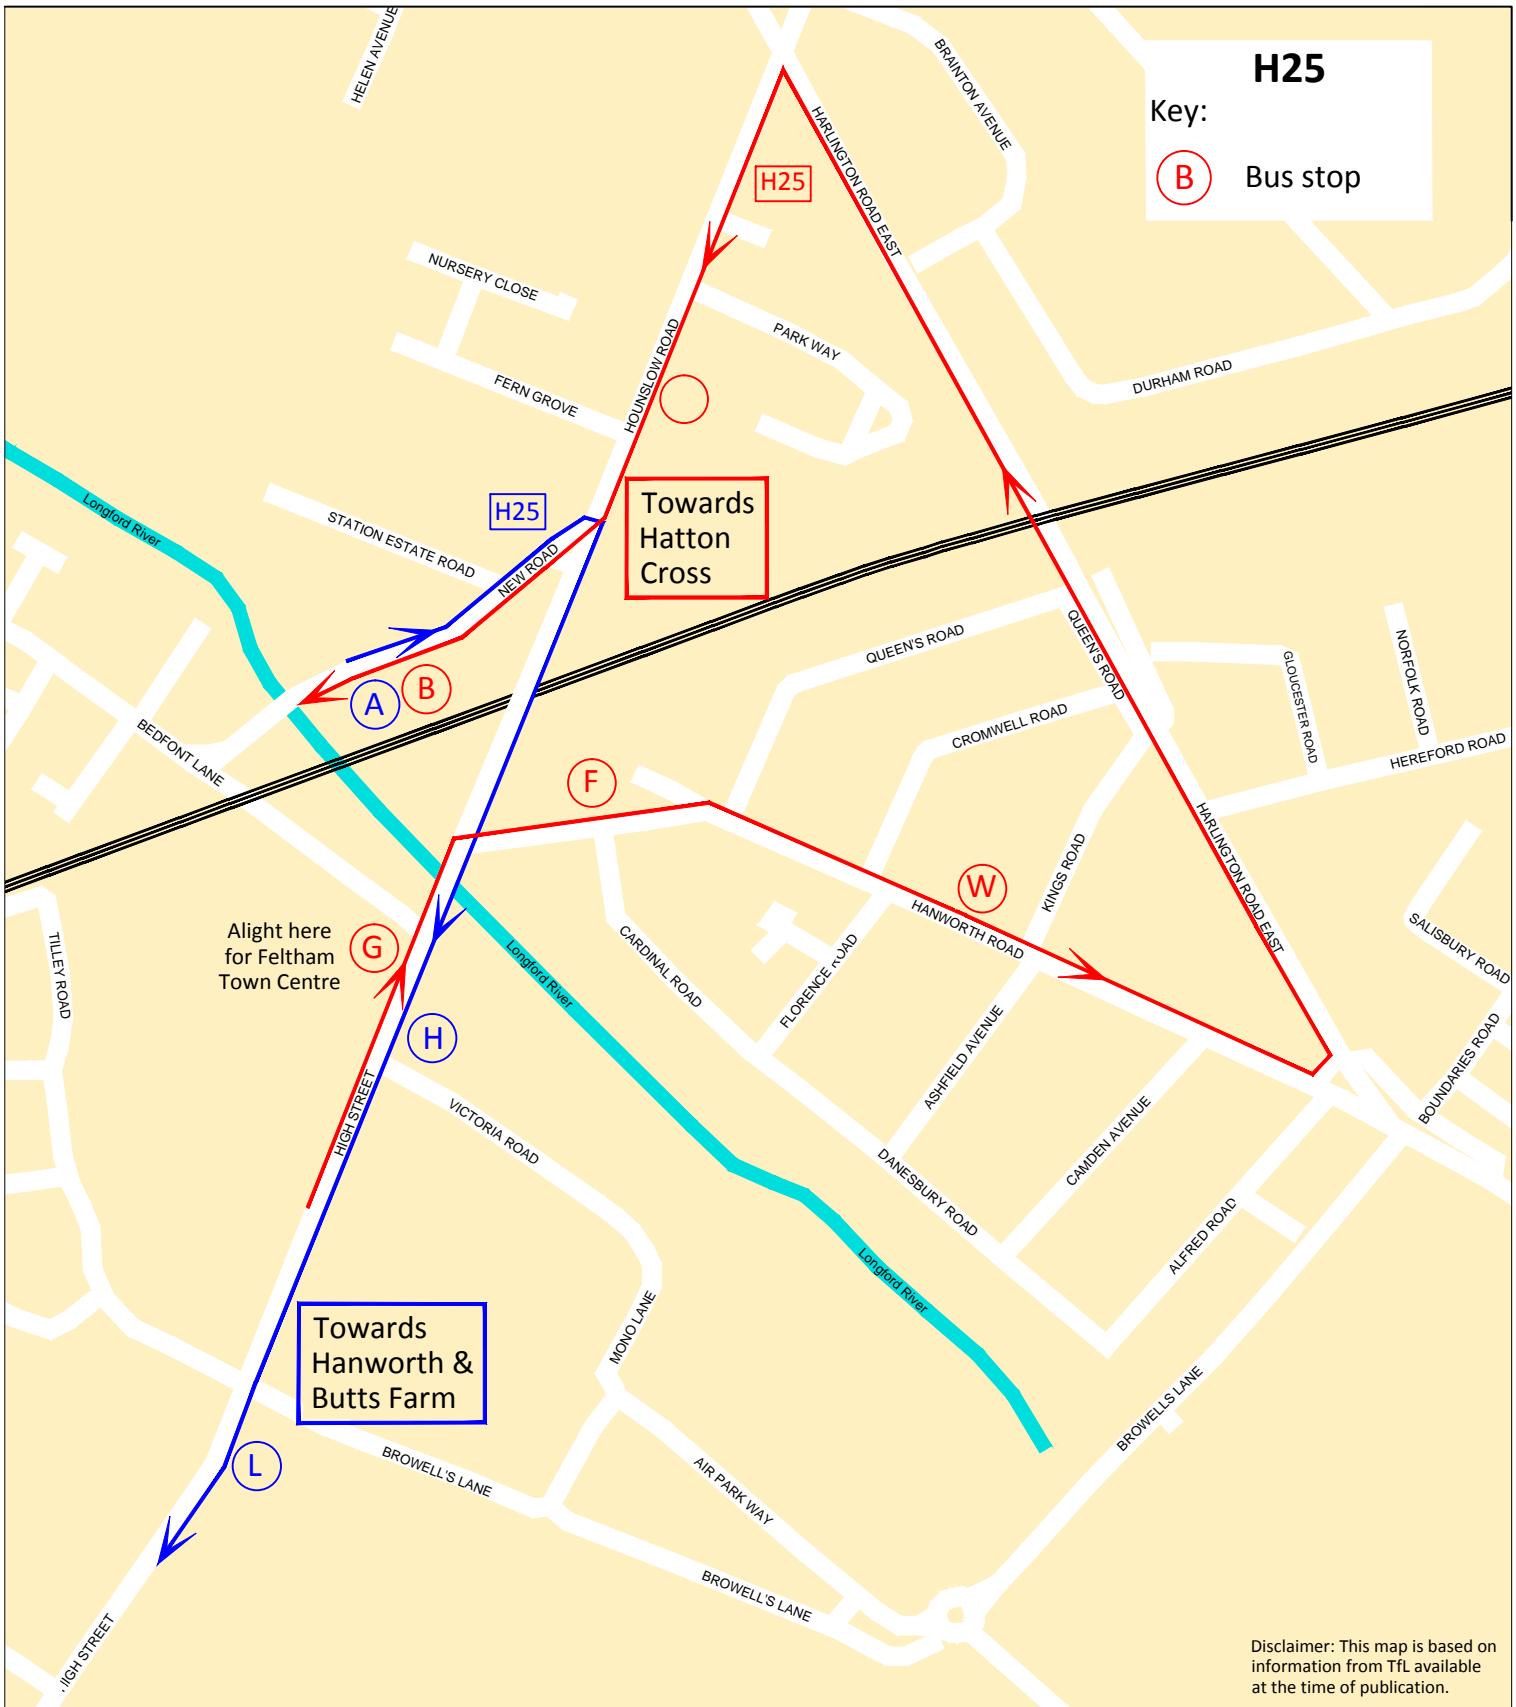 HELEN AVENUE
BRAINTON AVENUE
H25
Key:
B
Bus stop
HARLINGTON ROAD EAST
H25
NURSERY CLOSE
PARK WAY
HOUNSLOW ROAD
FERN GROVE
DURHAM ROAD
Longford River
H25
STATION ESTATE ROAD
NEW ROAD
Towards
Hatton
Cross
QUEEN'S ROAD
QUEEN'S ROAD
GLOUCESTER ROAD
NORFOLK ROAD
A
B
BEDFONT LANE
CROMWELL ROAD
HEREFORD ROAD
F
HARLINGTON ROAD EAST
KINGS ROAD
W
HANWORTH ROAD
SALISBURY ROAD
TILLEY ROAD
Alight here
for Feltham
Town Centre
G
Longford River
CARDINAL ROAD
FLORENCE ROAD
H
ASHFIELD AVENUE
BOUNDARIES ROAD
HIGH STREET
VICTORIA ROAD
CAMDEN AVENUE
DANESBURY ROAD
ALFRED ROAD
Longford River
Towards
Hanworth &
Butts Farm
MONO LANE
BROWELLS LANE
L
BROWELL'S LANE
AIR PARK WAY
BROWELL'S LANE
HIGH STREET
Disclaimer: This map is based on
information from TfL available
at the time of publication.